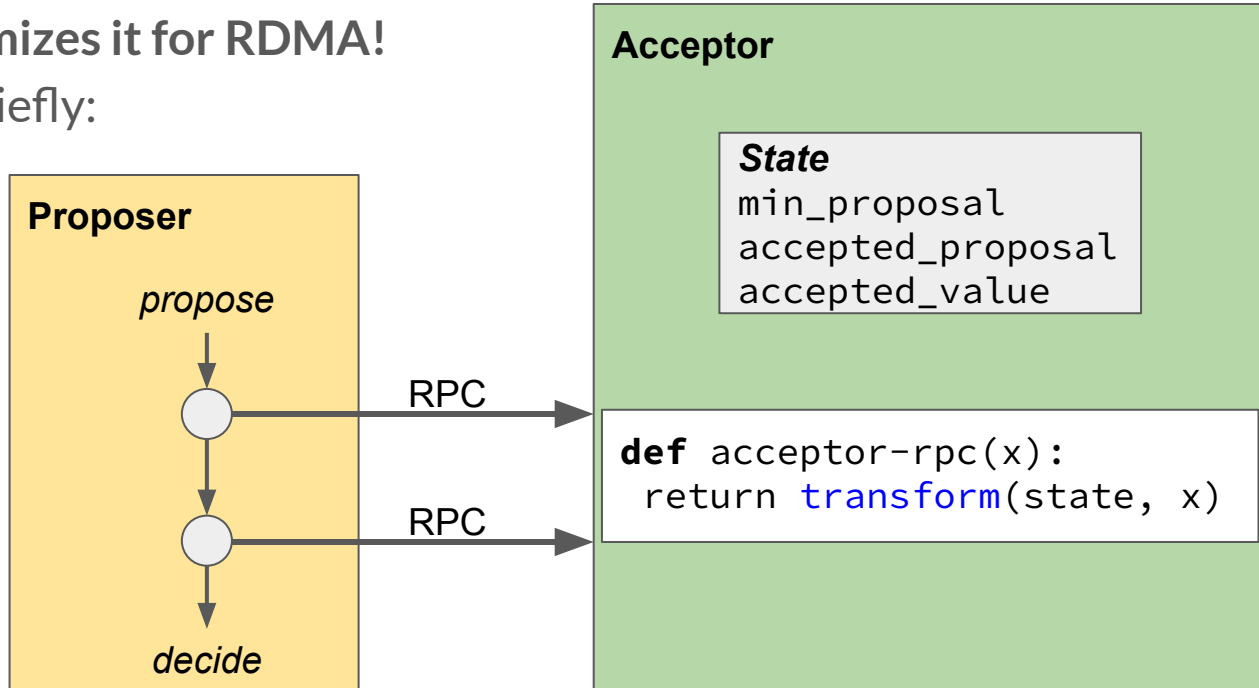 mizes it for RDMA!
iefly:
Proposer
propose
RPC
RPC
decide
Acceptor
State
min_proposal
accepted_proposal
accepted_value
def acceptor-rpc(x):
return transform(state, x)